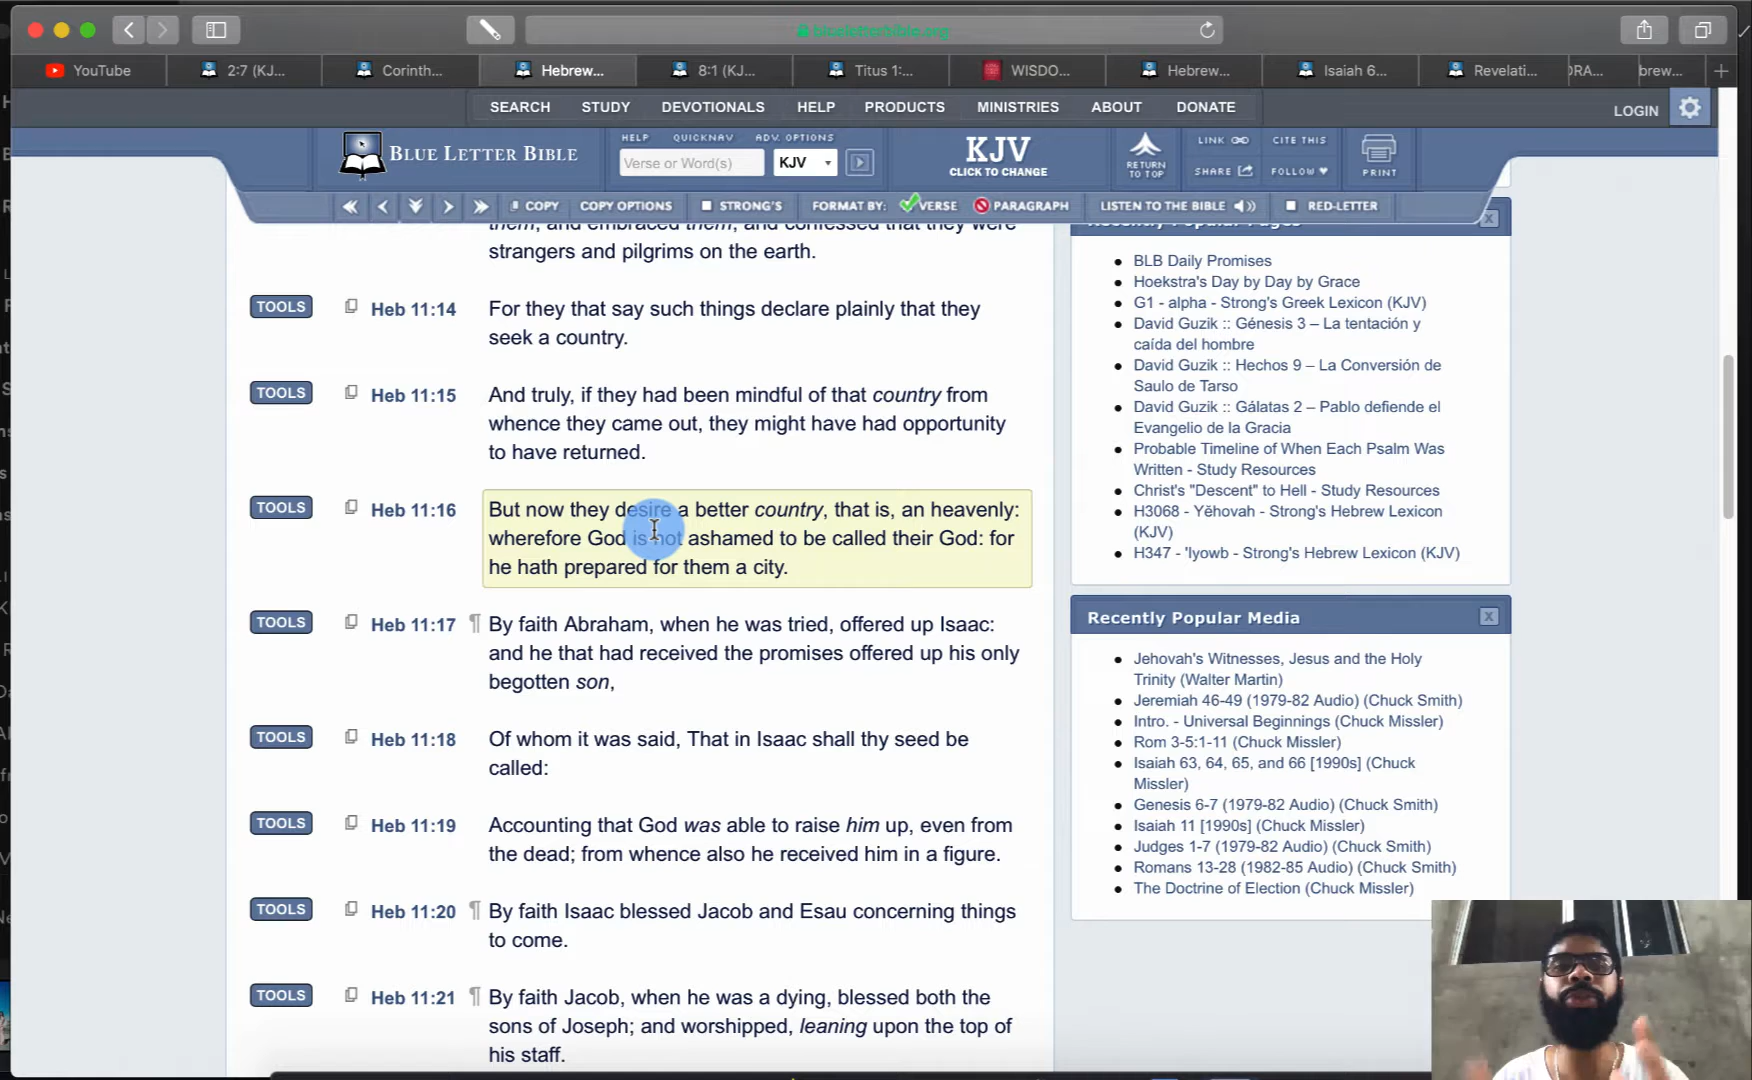 blueletterbible.org
YouTube
2:7 (KJ...
Corinth...
Hebrew...
8:1 (KJ...
Titus 1:...
WISDO...
Hebrew...
Isaiah 6...
Revelati...
DRA...
brew...
SEARCH STUDY DEVOTIONALS HELP PRODUCTS MINISTRIES ABOUT DONATE
LOGIN
BLUE LETTER BIBLE
HELP QUICKNAV ADV. OPTIONS
Verse or Word(s)
KJV
KJV
CLICK TO CHANGE
RETURN
TO TOP
LINK CITE THIS
SHARE FOLLOW
PRINT
COPY COPY OPTIONS STRONG'S FORMAT BY: VERSE PARAGRAPH LISTEN TO THE BIBLE RED-LETTER
them, and embraced them, and confessed that they were
strangers and pilgrims on the earth.
TOOLS Heb 11:14 For they that say such things declare plainly that they
seek a country.
TOOLS Heb 11:15 And truly, if they had been mindful of that country from
whence they came out, they might have had opportunity
to have returned.
TOOLS Heb 11:16 But now they desire a better country, that is, an heavenly:
wherefore God is not ashamed to be called their God: for
he hath prepared for them a city.
TOOLS Heb 11:17 ¶ By faith Abraham, when he was tried, offered up Isaac:
and he that had received the promises offered up his only
begotten son,
TOOLS Heb 11:18 Of whom it was said, That in Isaac shall thy seed be
called:
TOOLS Heb 11:19 Accounting that God was able to raise him up, even from
the dead; from whence also he received him in a figure.
TOOLS Heb 11:20 ¶ By faith Isaac blessed Jacob and Esau concerning things
to come.
TOOLS Heb 11:21 ¶ By faith Jacob, when he was a dying, blessed both the
sons of Joseph; and worshipped, leaning upon the top of
his staff.
Recently Popular Pages
BLB Daily Promises
Hoekstra's Day by Day by Grace
G1 - alpha - Strong's Greek Lexicon (KJV)
David Guzik :: Génesis 3 – La tentación y
caída del hombre
David Guzik :: Hechos 9 – La Conversión de
Saulo de Tarso
David Guzik :: Gálatas 2 – Pablo defiende el
Evangelio de la Gracia
Probable Timeline of When Each Psalm Was
Written - Study Resources
Christ's "Descent" to Hell - Study Resources
H3068 - Yĕhovah - Strong's Hebrew Lexicon
(KJV)
H347 - 'Iyowb - Strong's Hebrew Lexicon (KJV)
Recently Popular Media
Jehovah's Witnesses, Jesus and the Holy
Trinity (Walter Martin)
Jeremiah 46-49 (1979-82 Audio) (Chuck Smith)
Intro. - Universal Beginnings (Chuck Missler)
Rom 3-5:1-11 (Chuck Missler)
Isaiah 63, 64, 65, and 66 [1990s] (Chuck
Missler)
Genesis 6-7 (1979-82 Audio) (Chuck Smith)
Isaiah 11 [1990s] (Chuck Missler)
Judges 1-7 (1979-82 Audio) (Chuck Smith)
Romans 13-28 (1982-85 Audio) (Chuck Smith)
The Doctrine of Election (Chuck Missler)